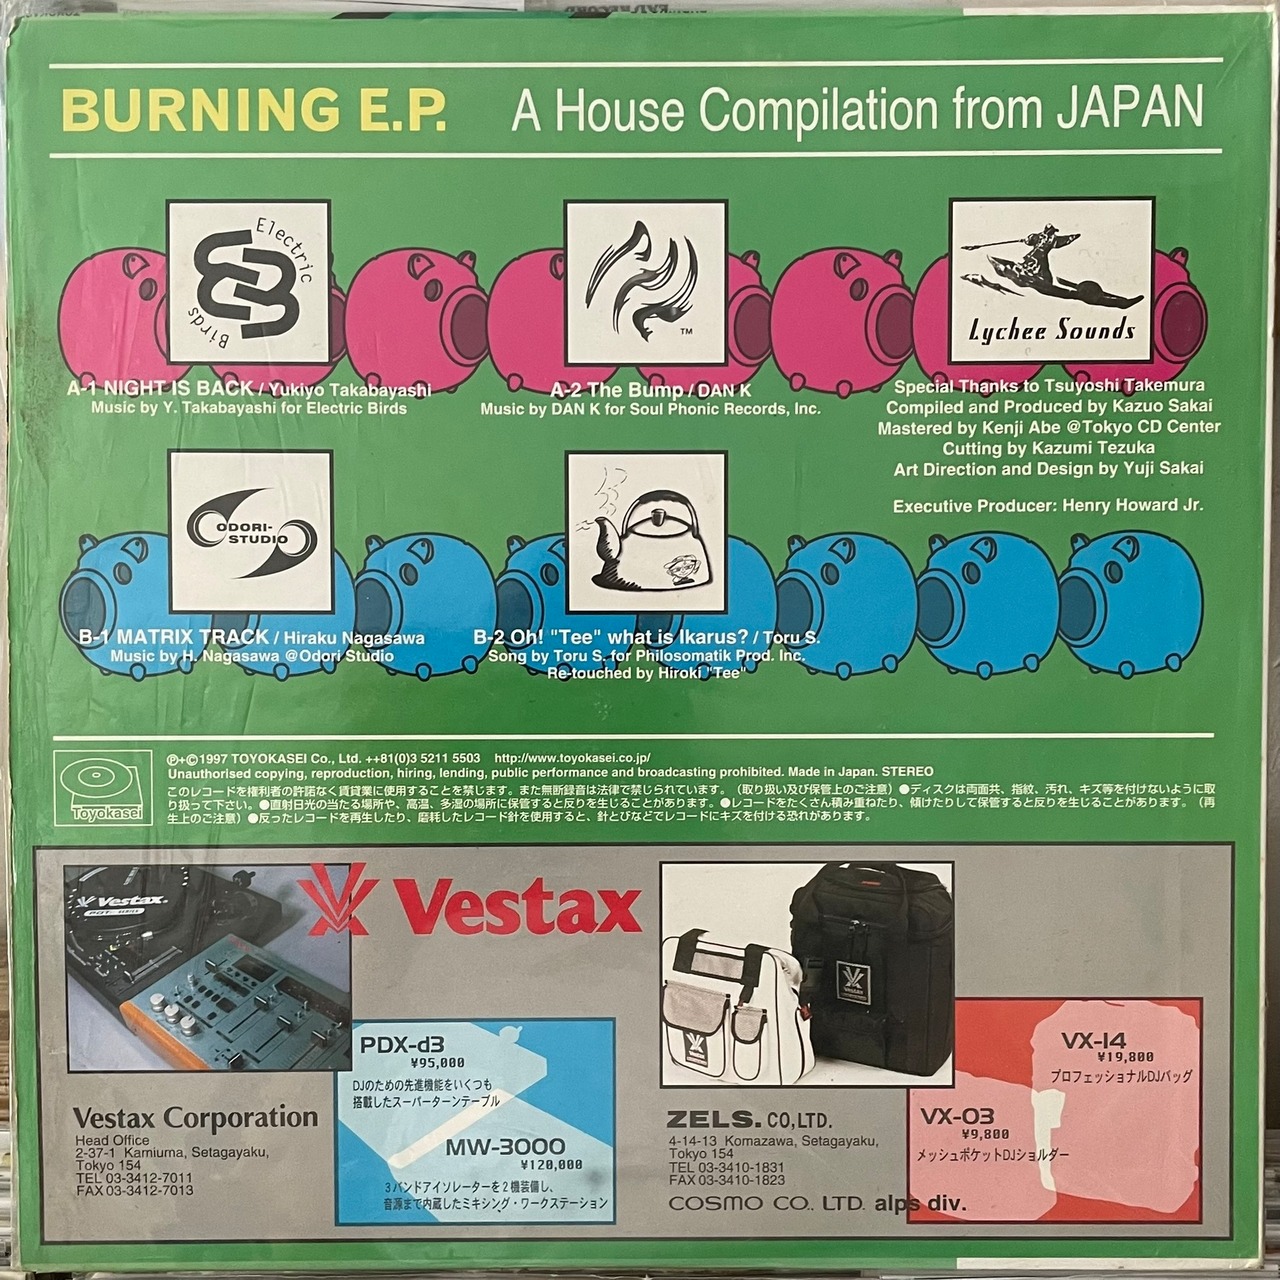 BURNING E.P. A House Compilation from JAPAN
Electric
Birds
TM
Lychee Sounds
A-1 NIGHT IS BACK / Yukiyo Takabayashi
Music by Y. Takabayashi for Electric Birds
A-2 The Bump / DAN K
Music by DAN K for Soul Phonic Records, Inc.
Special Thanks to Tsuyoshi Takemura
Compiled and Produced by Kazuo Sakai
Mastered by Kenji Abe @Tokyo CD Center
Cutting by Kazumi Tezuka
Art Direction and Design by Yuji Sakai
Executive Producer: Henry Howard Jr.
ODORI-
STUDIO
B-1 MATRIX TRACK / Hiraku Nagasawa
Music by H. Nagasawa @Odori Studio
B-2 Oh! "Tee" what is Ikarus? / Toru S.
Song by Toru S. for Philosomatik Prod. Inc.
Re-touched by Hiroki "Tee"
Toyokasei
℗+©1997 TOYOKASEI Co., Ltd. ++81(0)3 5211 5503 http://www.toyokasei.co.jp/
Unauthorised copying, reproduction, hiring, lending, public performance and broadcasting prohibited. Made in Japan. STEREO
このレコードを権利者の許諾なく賃貸業に使用することを禁じます。また無断録音は法律で禁じられています。（取り扱い及び保管上のご注意）●ディスクは両面共、指紋、汚れ、キズ等を付けないように取
り扱って下さい。●直射日光の当たる場所や、高温、多湿の場所に保管すると反りを生じることがあります。●レコードをたくさん積み重ねたり、傾けたりして保管すると反りを生じることがあります。（再
生上のご注意）●反ったレコードを再生したり、磨耗したレコード針を使用すると、針とびなどでレコードにキズを付ける恐れがあります。
Vestax
Vestax
Vestax
PDX-d3
¥95,000
DJのための先進機能をいくつも
搭載したスーパーターンテーブル
MW-3000
¥120,000
3バンドアイソレーターを2機装備し、
音源まで内蔵したミキシング・ワークステーション
Vestax Corporation
Head Office
2-37-1 Kamiuma, Setagayaku,
Tokyo 154
TEL 03-3412-7011
FAX 03-3412-7013
VX-14
¥19,800
プロフェッショナルDJバッグ
VX-03
¥9,800
メッシュポケットDJショルダー
ZELS. CO,LTD.
4-14-13 Komazawa, Setagayaku,
Tokyo 154
TEL 03-3410-1831
FAX 03-3410-1823
COSMO CO., LTD. alps div.